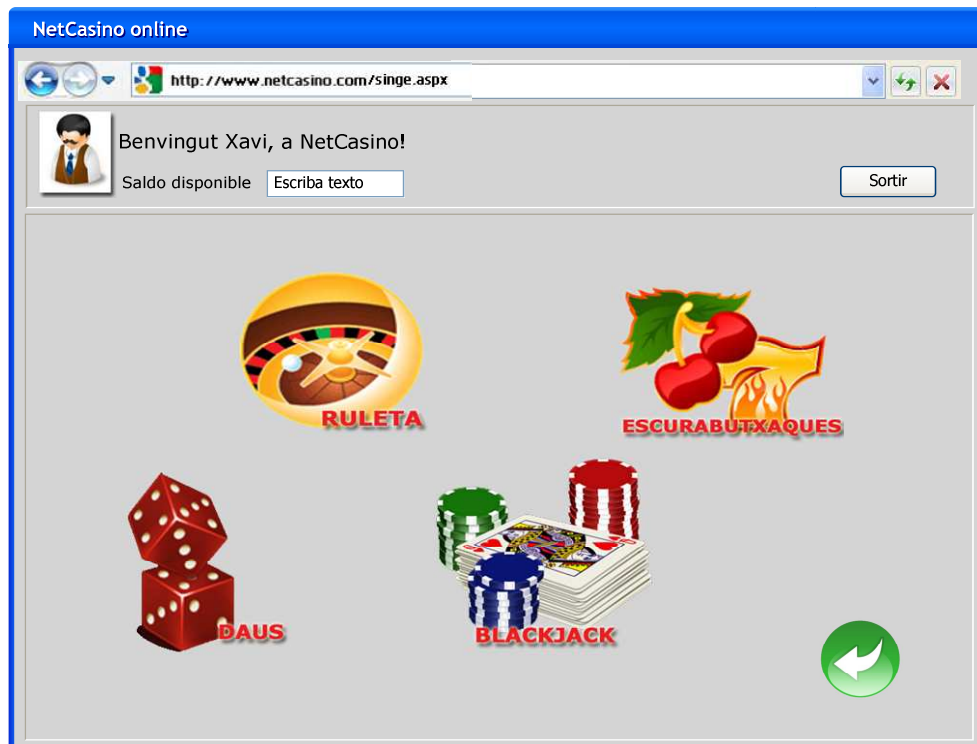 NetCasino online
http://www.netcasino.com/singe.aspx
Benvingut Xavi, a NetCasino!
Saldo disponible Escriba texto
Sortir
RULETA
ESCURABUTXAQUES
DAUS
BLACKJACK